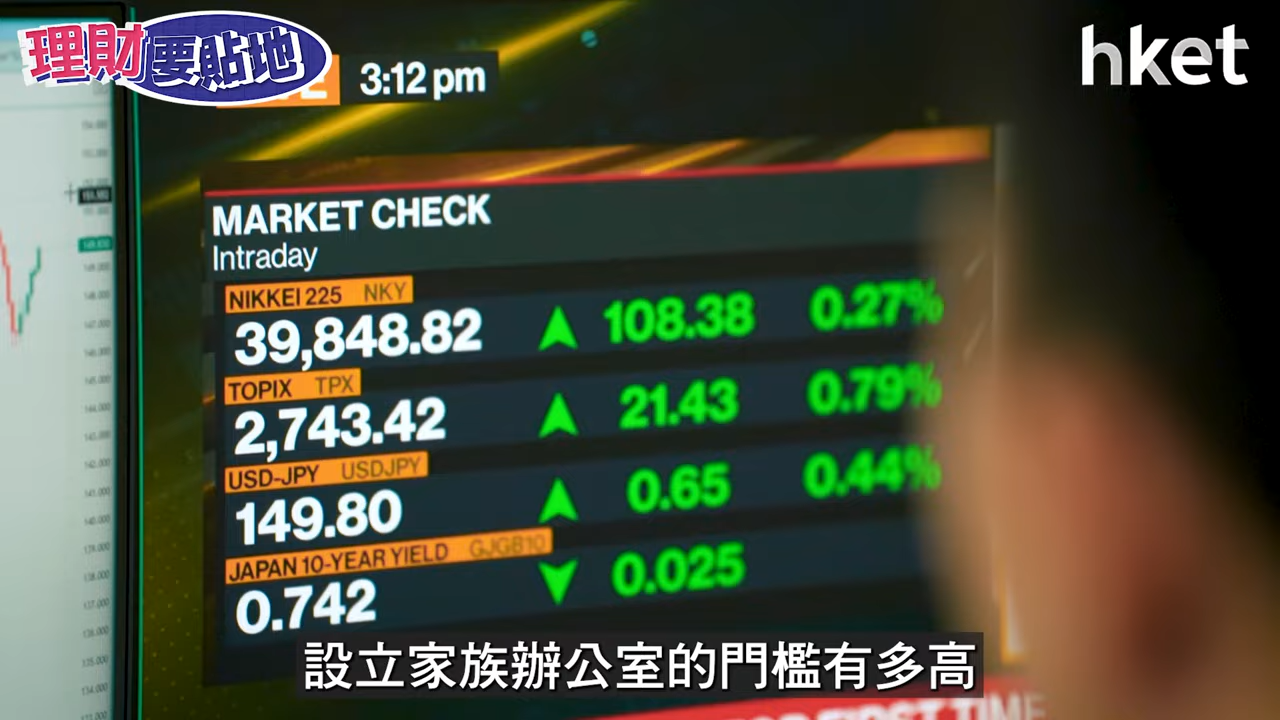 理財要貼地
hket
3:12 pm
MARKET CHECK
Intraday
NIKKEI 225 NKY
39,848.82 ▲ 108.38 0.27%
TOPIX TPX
2,743.42 ▲ 21.43 0.79%
USD-JPY USDJPY
149.80 ▲ 0.65 0.44%
JAPAN 10-YEAR YIELD GJGB10
0.742 ▼ 0.025
設立家族辦公室的門檻有多高
FIRST TIME